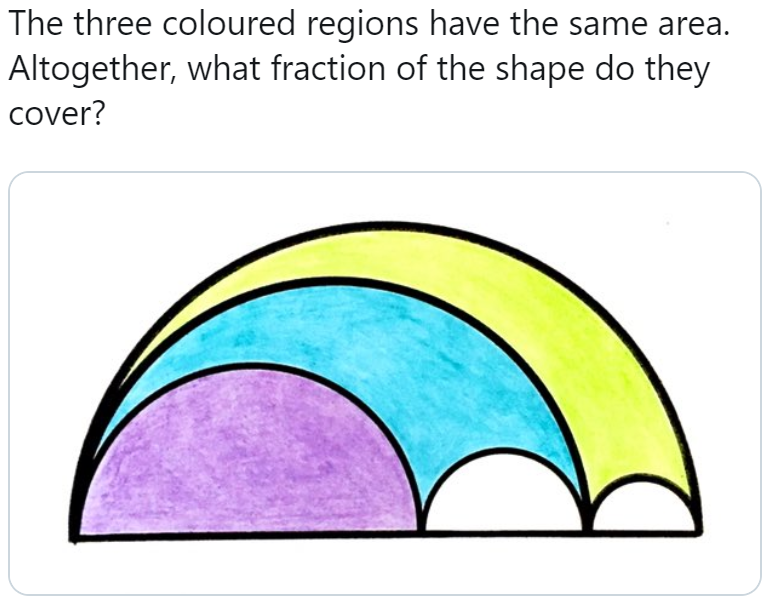 The three coloured regions have the same area.
Altogether, what fraction of the shape do they
cover?